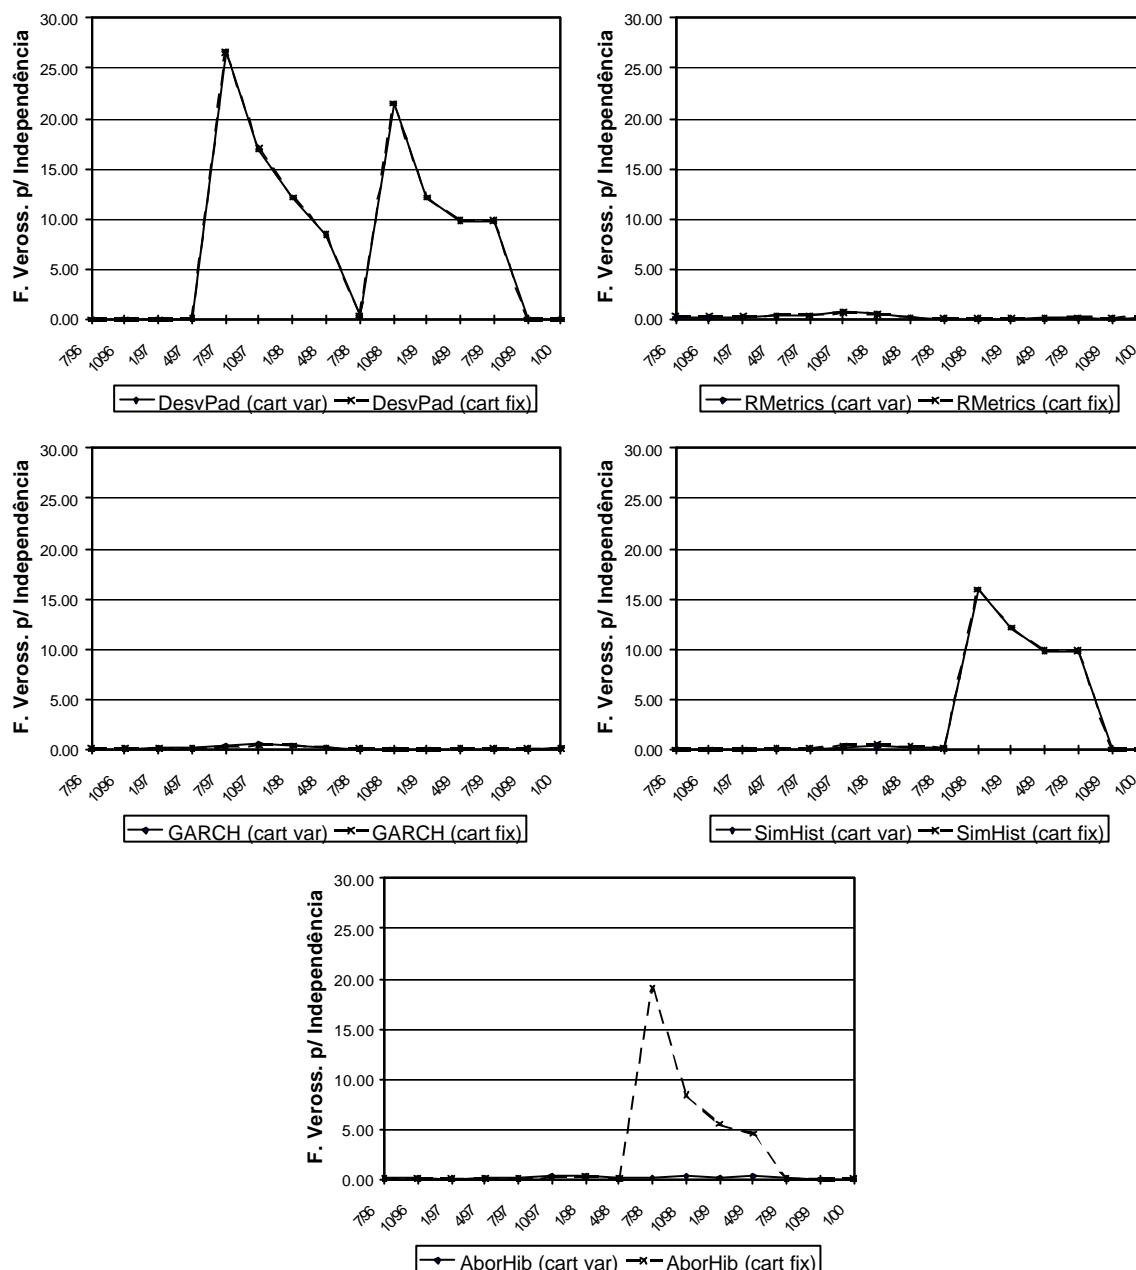 F. Veross. p/ Independência
30.00
25.00
20.00
15.00
10.00
5.00
0.00
7/96 10/96 1/97 4/97 7/97 10/97 1/98 4/98 7/98 10/98 1/99 4/99 7/99 10/99 1/00
DesvPad (cart var) DesvPad (cart fix)
F. Veross. p/ Independência
30.00
25.00
20.00
15.00
10.00
5.00
0.00
7/96 10/96 1/97 4/97 7/97 10/97 1/98 4/98 7/98 10/98 1/99 4/99 7/99 10/99 1/00
RMetrics (cart var) RMetrics (cart fix)
F. Veross. p/ Independência
30.00
25.00
20.00
15.00
10.00
5.00
0.00
7/96 10/96 1/97 4/97 7/97 10/97 1/98 4/98 7/98 10/98 1/99 4/99 7/99 10/99 1/00
GARCH (cart var) GARCH (cart fix)
F. Veross. p/ Independência
30.00
25.00
20.00
15.00
10.00
5.00
0.00
7/96 10/96 1/97 4/97 7/97 10/97 1/98 4/98 7/98 10/98 1/99 4/99 7/99 10/99 1/00
SimHist (cart var) SimHist (cart fix)
F. Veross. p/ Independência
30.00
25.00
20.00
15.00
10.00
5.00
0.00
7/96 10/96 1/97 4/97 7/97 10/97 1/98 4/98 7/98 10/98 1/99 4/99 7/99 10/99 1/00
AborHib (cart var) AborHib (cart fix)